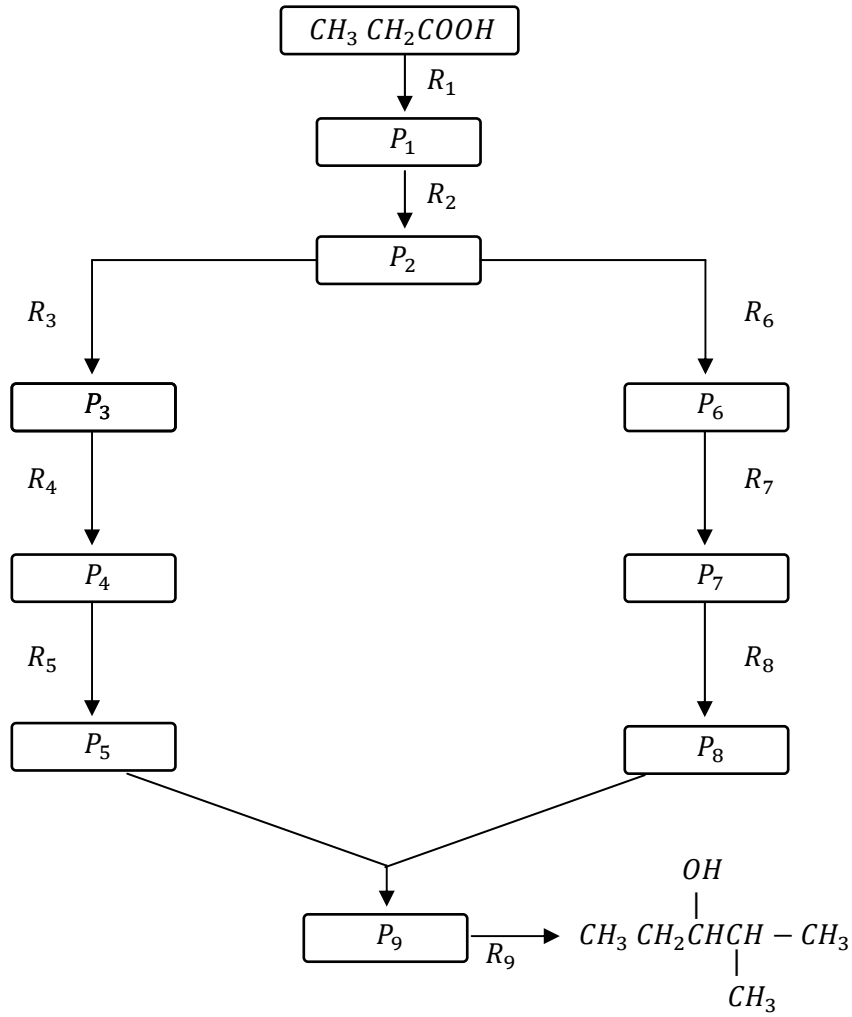 CH₃ CH₂COOH
R₁
P₁
R₂
P₂
R₃
R₆
P₃
P₆
R₄
R₇
P₄
P₇
R₅
R₈
P₅
P₈
OH
P₉
R₉
CH₃ CH₂CHCH – CH₃
CH₃